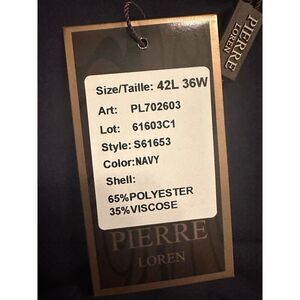 PIERRE
LOREN
Size/Taille: 42L 36W
Art: PL702603
Lot: 61603C1
Style: S61653
Color:NAVY
Shell:
65%POLYESTER
35%VISCOSE
PIERRE
LOREN